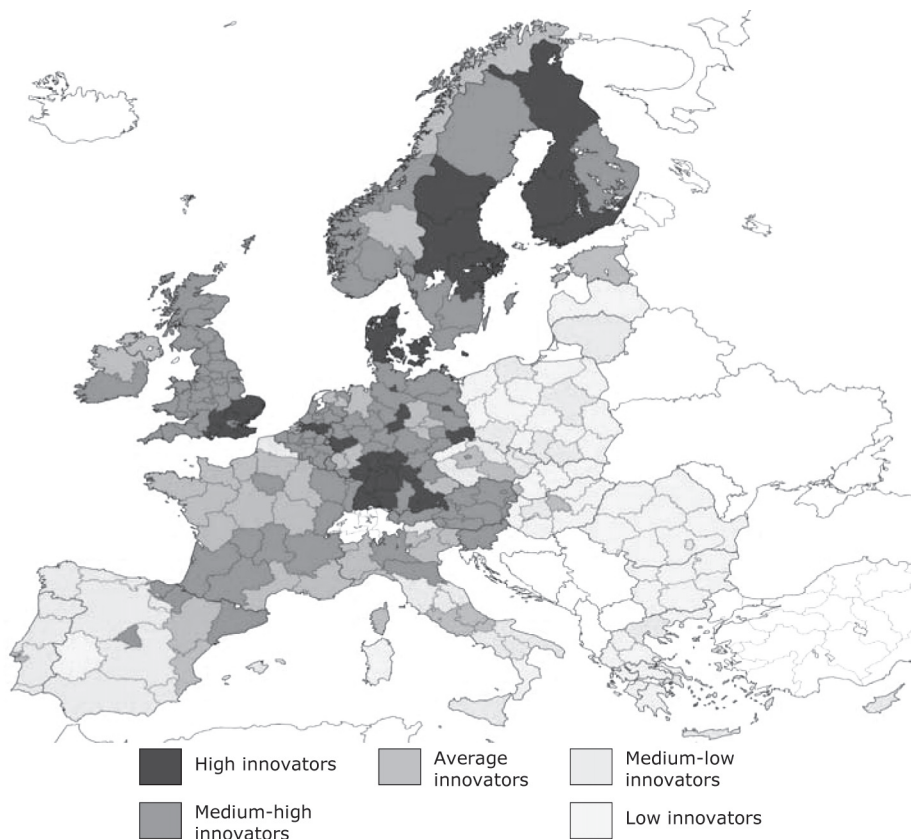 High innovators
Medium-high
innovators
Average
innovators
Medium-low
innovators
Low innovators